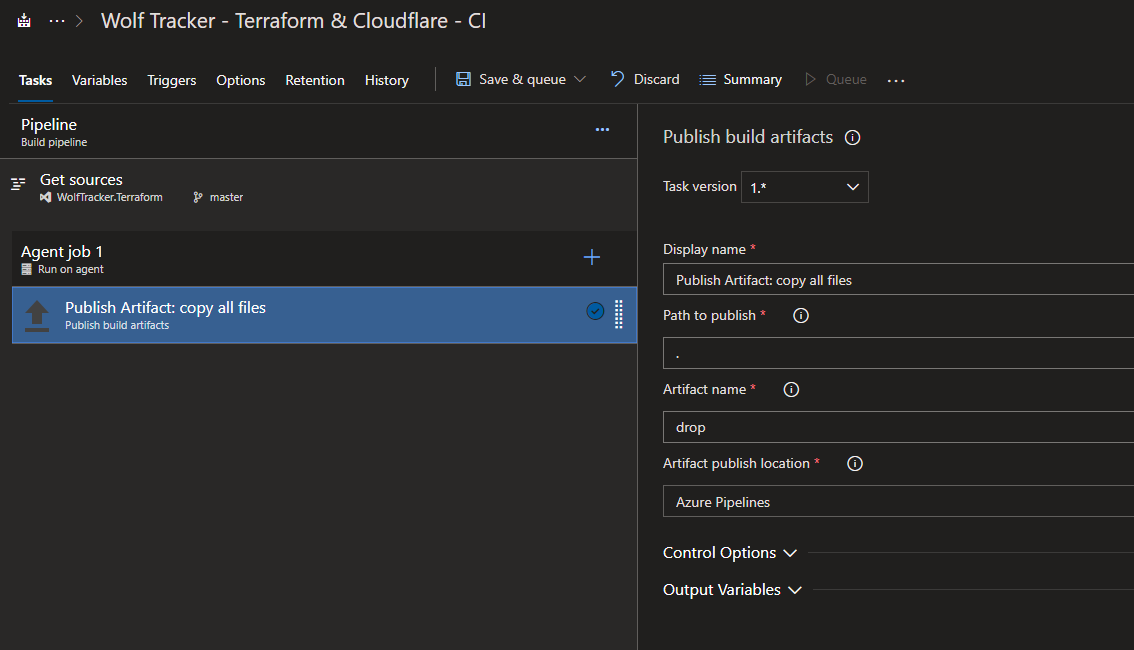 Wolf Tracker - Terraform & Cloudflare - CI
Tasks Variables Triggers Options Retention History Save & queue Discard Summary Queue
Pipeline
Build pipeline
Get sources
WolfTracker.Terraform master
Agent job 1
Run on agent
Publish Artifact: copy all files
Publish build artifacts
Publish build artifacts
Task version 1.*
Display name *
Publish Artifact: copy all files
Path to publish *
.
Artifact name *
drop
Artifact publish location *
Azure Pipelines
Control Options
Output Variables